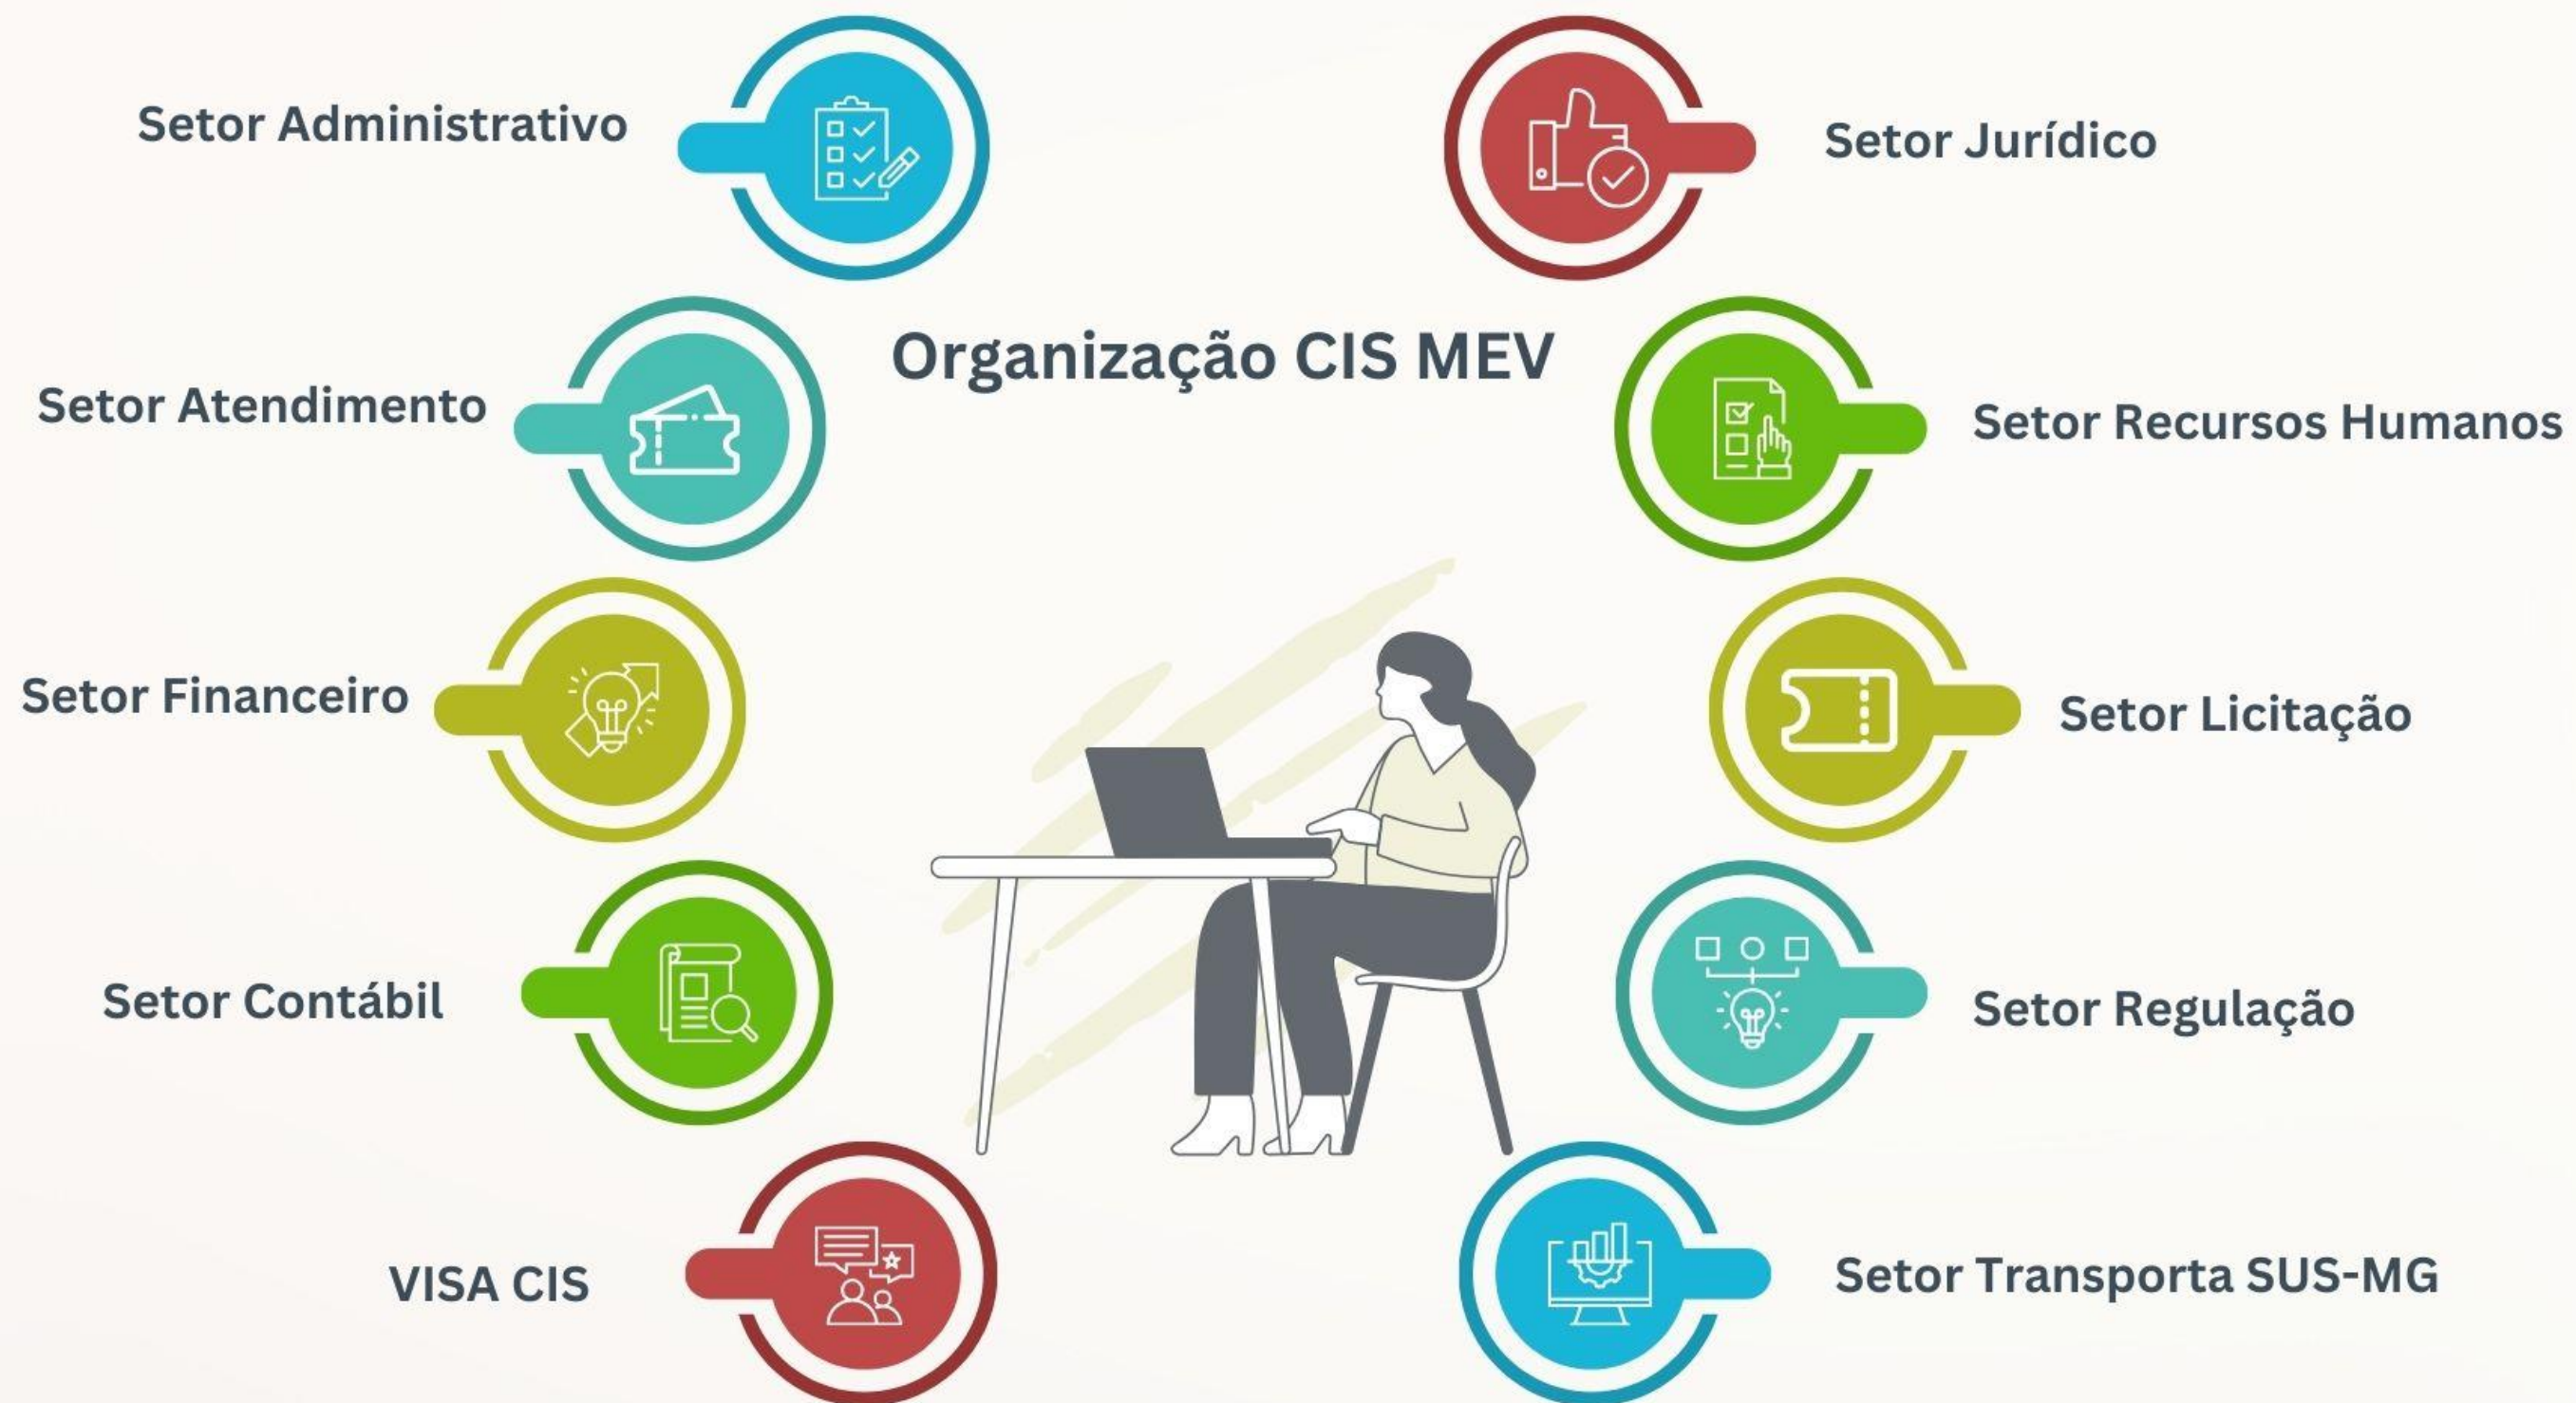 Setor Administrativo
Setor Jurídico
Organização CIS MEV
Setor Atendimento
Setor Recursos Humanos
Setor Financeiro
Setor Licitação
Setor Contábil
Setor Regulação
VISA CIS
Setor Transporta SUS-MG